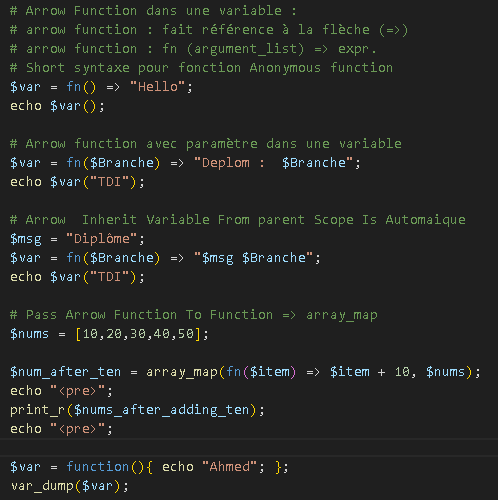 # Arrow Function dans une variable :
# arrow function : fait référence à la flèche (=>)
# arrow function : fn (argument_list) => expr.
# Short syntaxe pour fonction Anonymous function
$var = fn() => "Hello";
echo $var();
# Arrow function avec paramètre dans une variable
$var = fn($Branche) => "Deplom :  $Branche";
echo $var("TDI");
# Arrow  Inherit Variable From parent Scope Is Automaique
$msg = "Diplôme";
$var = fn($Branche) => "$msg $Branche";
echo $var("TDI");
# Pass Arrow Function To Function => array_map
$nums = [10,20,30,40,50];
$num_after_ten = array_map(fn($item) => $item + 10, $nums);
echo "<pre>";
print_r($nums_after_adding_ten);
echo "<pre>";
$var = function(){ echo "Ahmed"; };
var_dump($var);